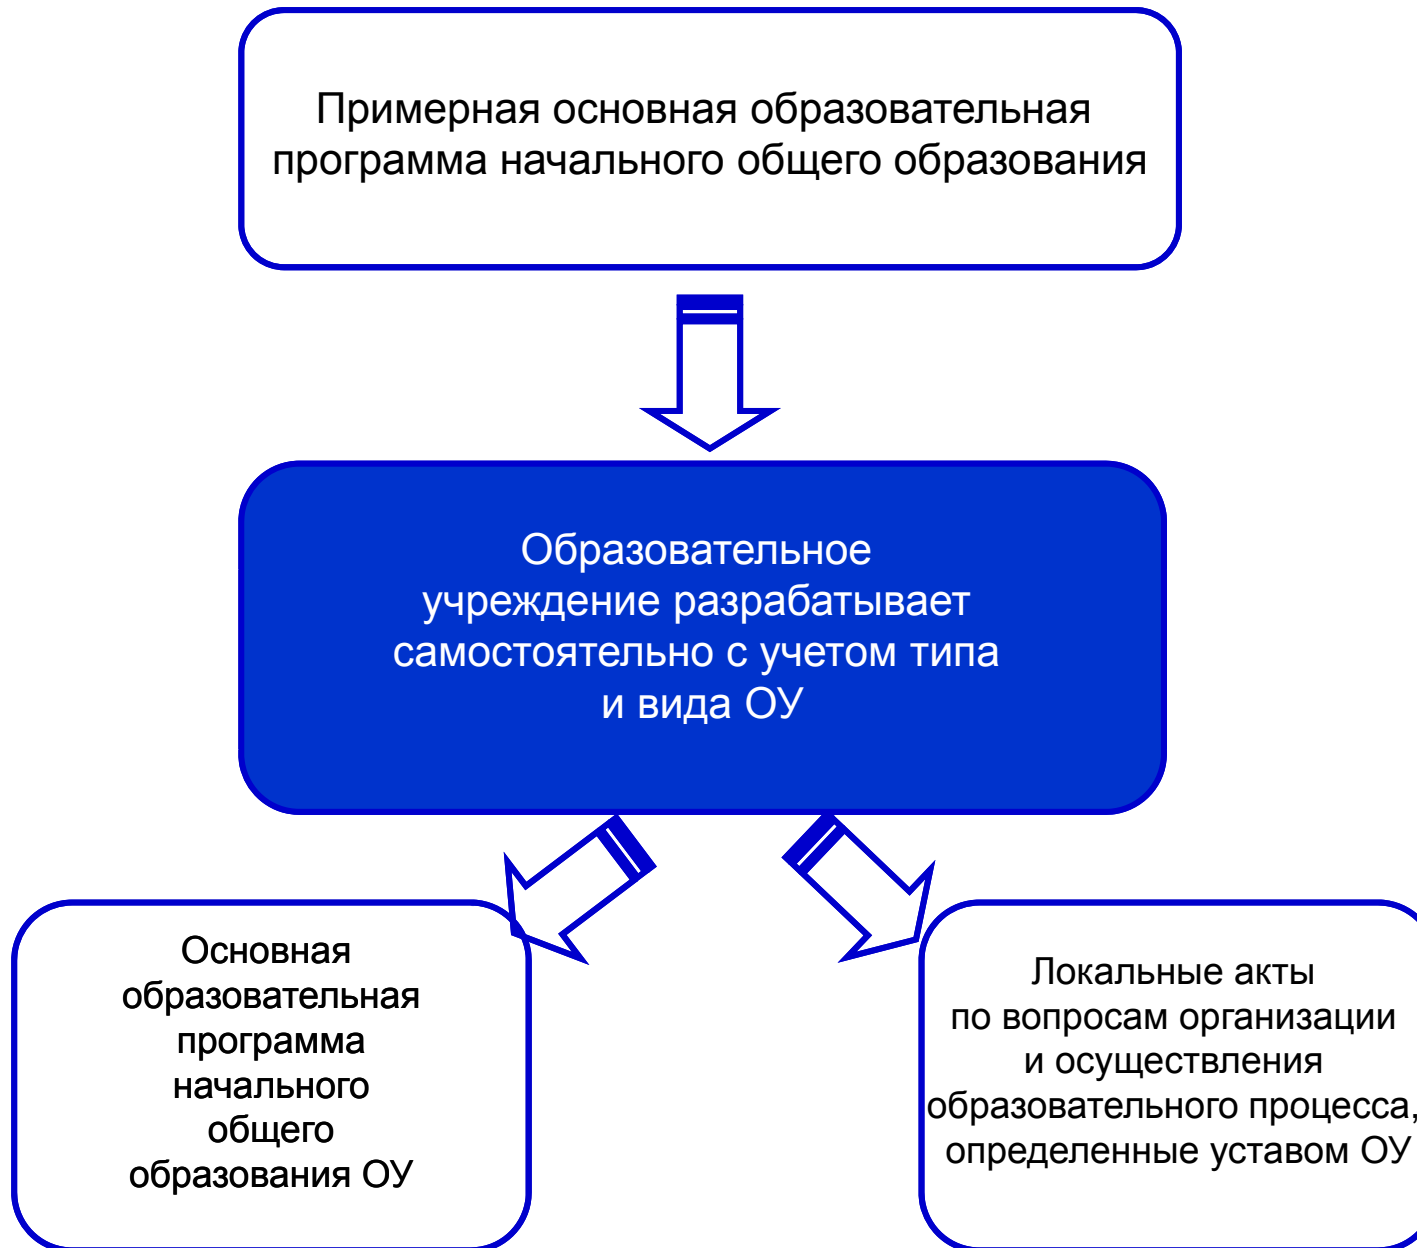 Примерная основная образовательная
программа начального общего образования
Образовательное
учреждение разрабатывает
самостоятельно с учетом типа
и вида ОУ
Основная
образовательная
программа
начального
общего
образования ОУ
Локальные акты
по вопросам организации
и осуществления
образовательного процесса,
определенные уставом ОУ